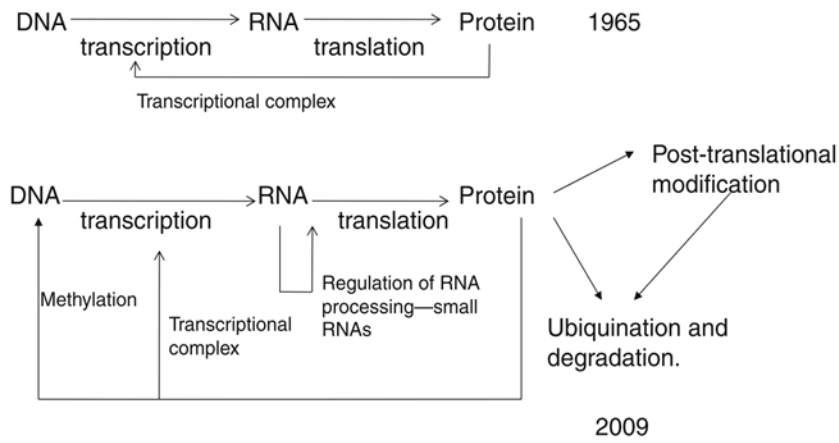 DNA RNA Protein 1965
transcription translation
Transcriptional complex
Post-translational
modification
DNA RNA Protein
transcription translation
Methylation
Transcriptional
complex
Regulation of RNA
processing—small
RNAs
Ubiquination and
degradation.
2009